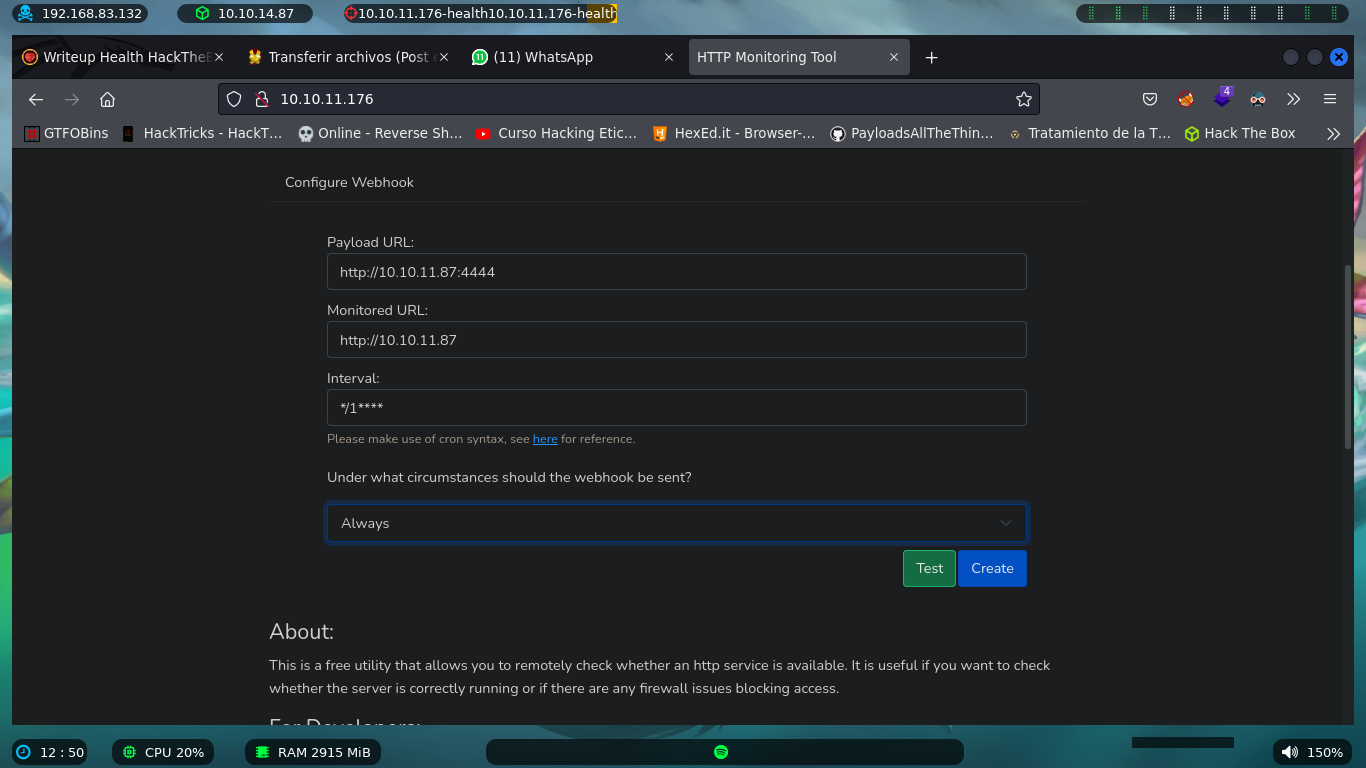 192.168.83.132 10.10.14.87 10.10.11.176-health10.10.11.176-health
Writeup Health HackTheB Transferir archivos (Post e (11) WhatsApp HTTP Monitoring Tool
10.10.11.176 4
GTFOBins HackTricks - HackT... Online - Reverse Sh... Curso Hacking Etic... HexEd.it - Browser-... PayloadsAllTheThin... Tratamiento de la T... Hack The Box
Configure Webhook
Payload URL:
http://10.10.11.87:4444
Monitored URL:
http://10.10.11.87
Interval:
*/1****
Please make use of cron syntax, see here for reference.
Under what circumstances should the webhook be sent?
Always
Test Create
About:
This is a free utility that allows you to remotely check whether an http service is available. It is useful if you want to check
whether the server is correctly running or if there are any firewall issues blocking access.
For Developers:
12 : 50 CPU 20% RAM 2915 MiB 150%